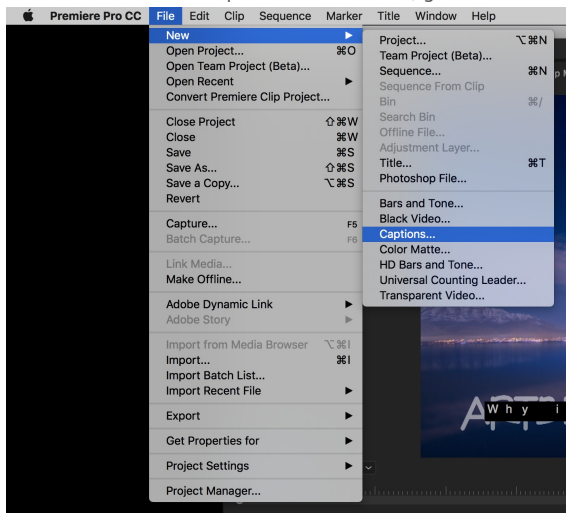 Premiere Pro CC File Edit Clip Sequence Marker Title Window Help
New ▶
Open Project... ⌘O
Open Team Project (Beta)...
Open Recent ▶
Convert Premiere Clip Project...
Close Project ⇧⌘W
Close ⌘W
Save ⌘S
Save As... ⇧⌘S
Save a Copy... ⌥⌘S
Revert
Capture... F5
Batch Capture... F6
Link Media...
Make Offline...
Adobe Dynamic Link ▶
Adobe Story ▶
Import from Media Browser ⌥⌘I
Import... ⌘I
Import Batch List...
Import Recent File ▶
Export ▶
Get Properties for ▶
Project Settings ▶
Project Manager...
Project... ⌥⌘N
Team Project (Beta)...
Sequence... ⌘N
Sequence From Clip
Bin ⌘/
Search Bin
Offline File...
Adjustment Layer...
Title... ⌘T
Photoshop File...
Bars and Tone...
Black Video...
Captions...
Color Matte...
HD Bars and Tone...
Universal Counting Leader...
Transparent Video...
Why i